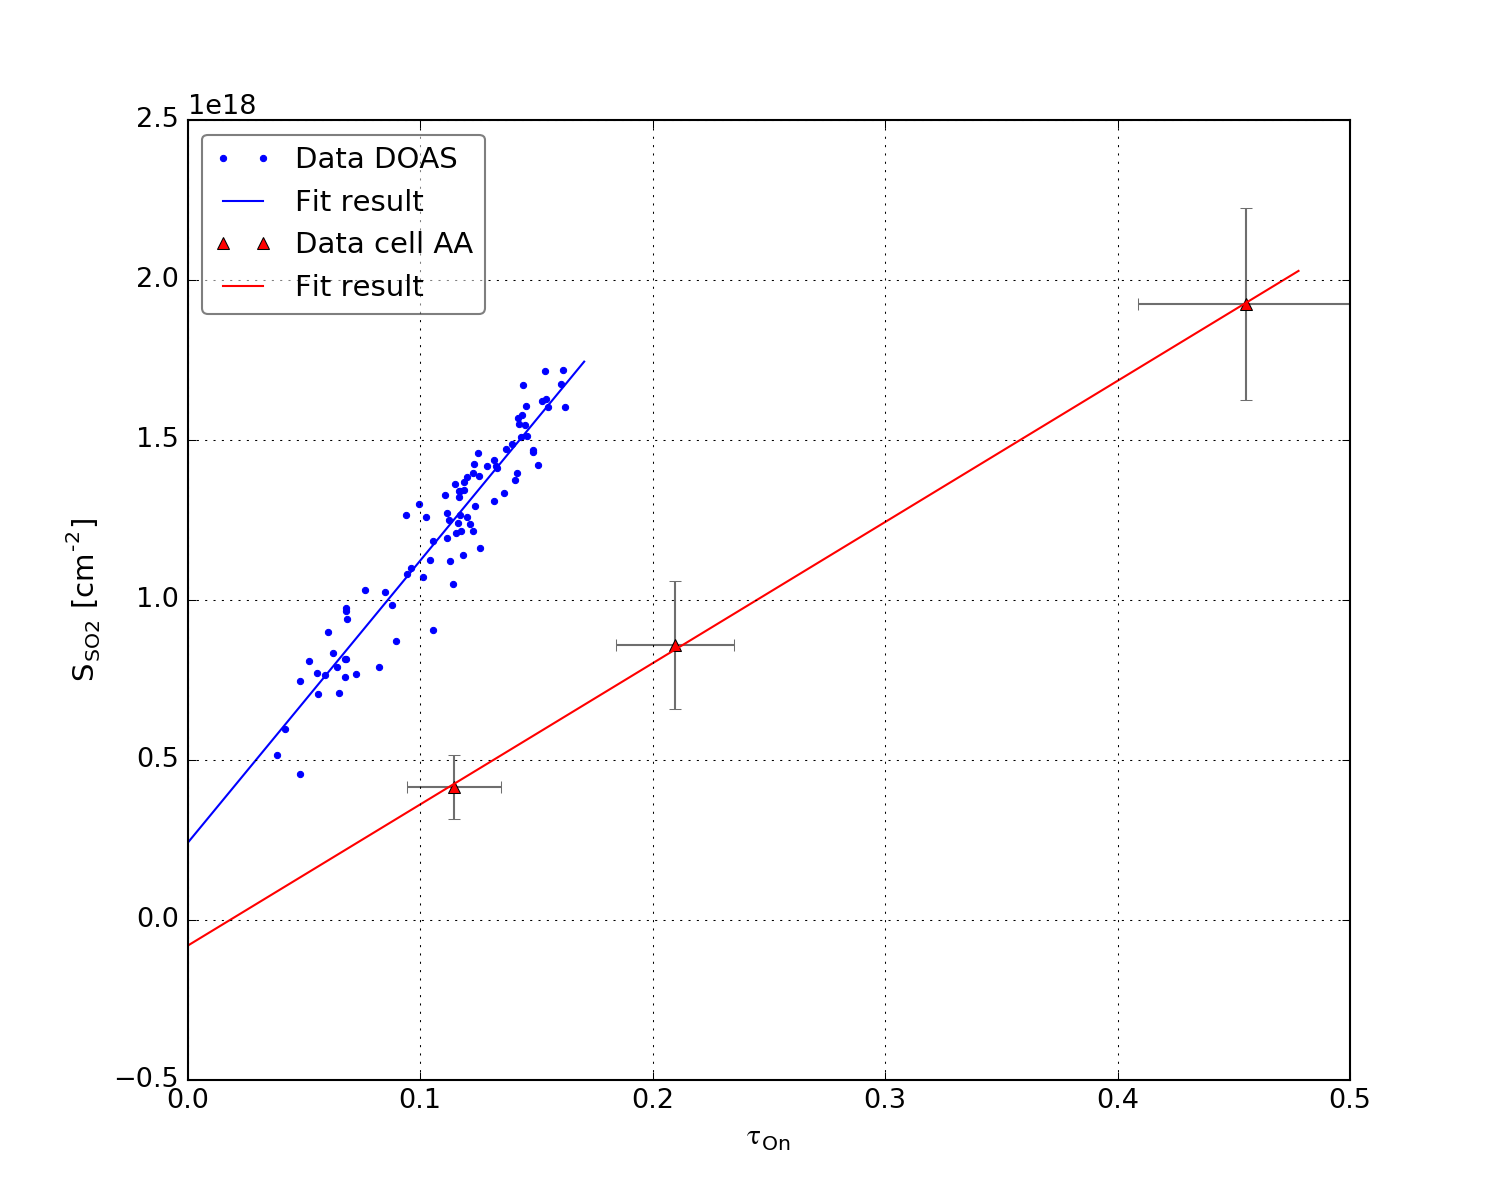 1e18
2.5
2.0
1.5
1.0
0.5
0.0
−0.5
Data DOAS
Fit result
Data cell AA
Fit result
S_SO2 [cm^-2]
0.0 0.1 0.2 0.3 0.4 0.5
τ_On